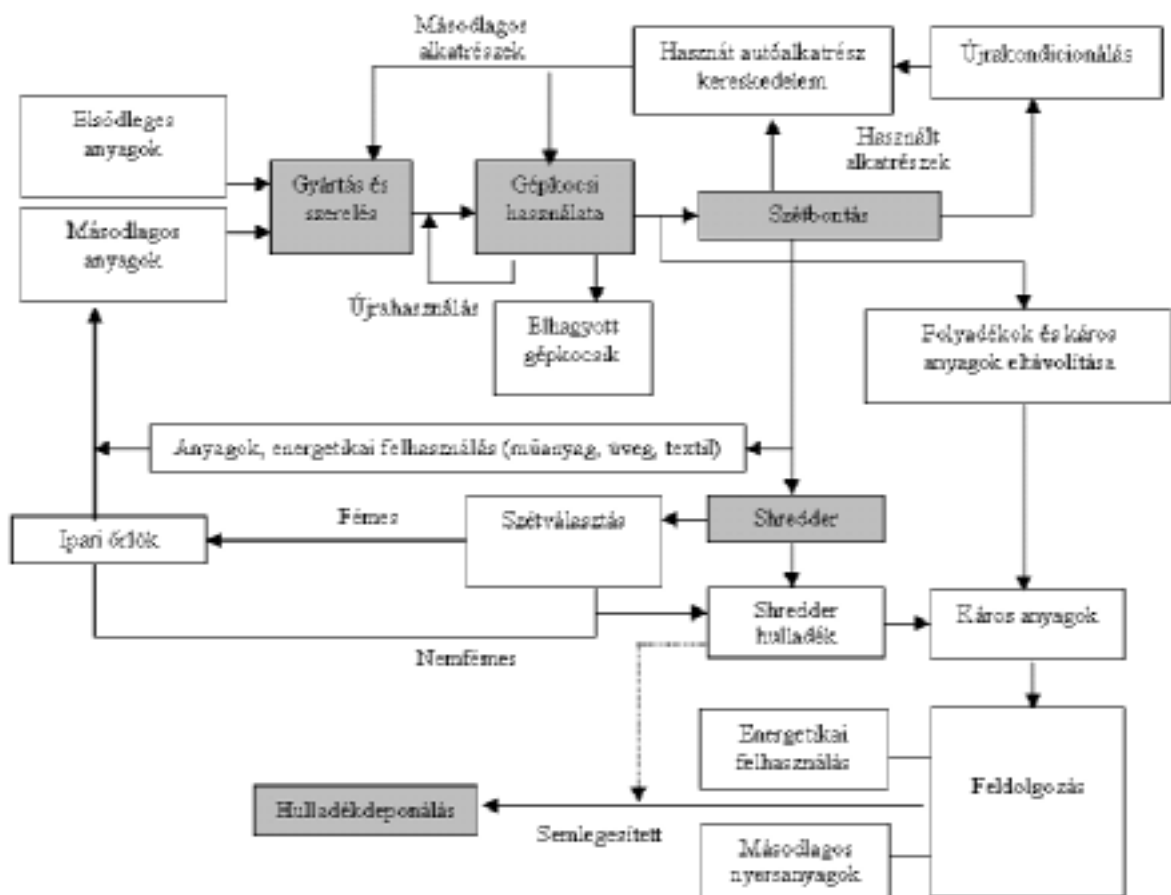 Másodlagos
alkatrészek
Használt autóalkatrész
kereskedelem
Újrakondicionálás
Elsődleges
anyagok
Használt
alkatrészek
Gyártás és
szerelés
Gépkocsi
használata
Szétbontás
Másodlagos
anyagok
Újrahasználás
Elhagyott
gépkocsik
Folyadékok és káros
anyagok eltávolítása
Anyagok, energetikai felhasználás (műanyag, üveg, textil)
Fémes
Szétválasztás
Shredder
Ipari őrlők
Shredder
hulladék
Káros anyagok
Nemfémes
Energetikai
felhasználás
Feldolgozás
Hulladékdeponálás
Semlegesített
Másodlagos
nyersanyagok